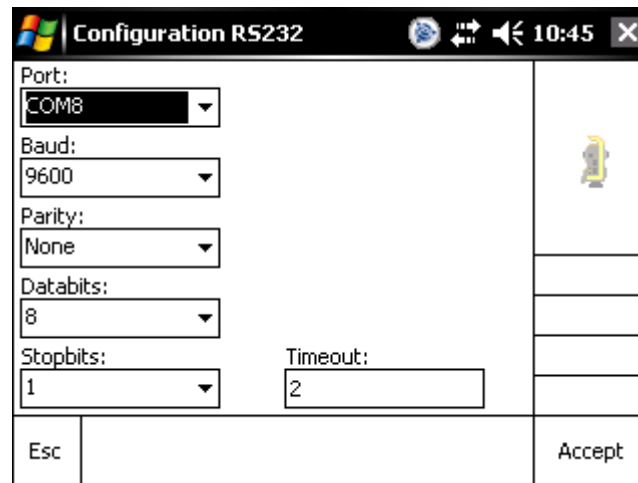 Configuration RS232 10:45
Port:
COM8
Baud:
9600
Parity:
None
Databits:
8
Stopbits: Timeout:
1 2
Esc Accept